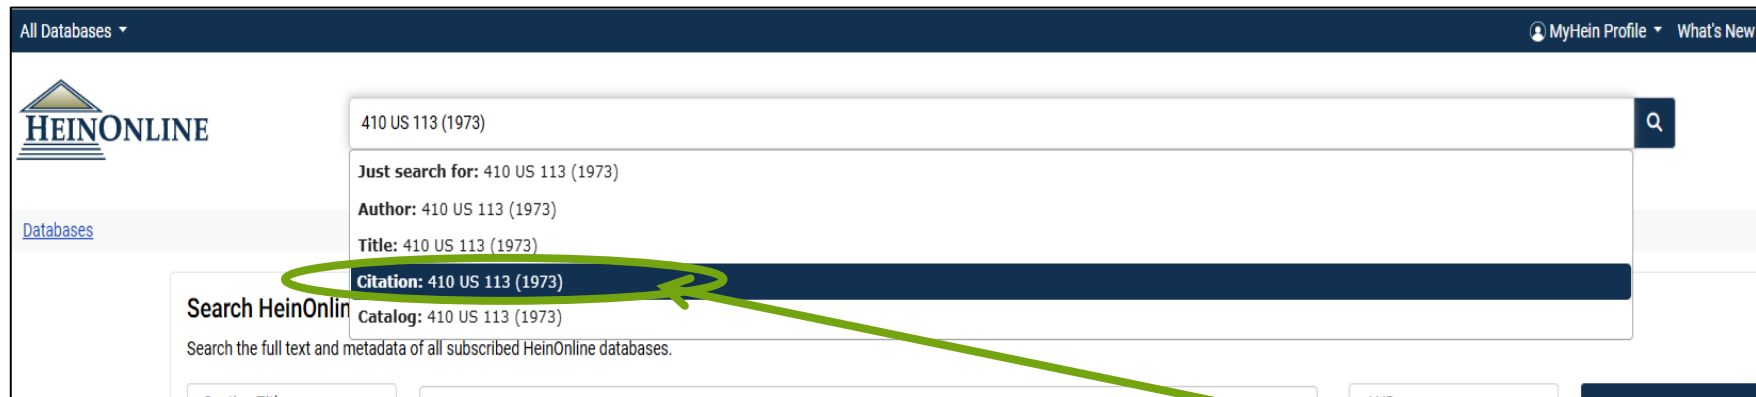 All Databases
MyHein Profile
What's New
HEINONLINE
410 US 113 (1973)
Just search for: 410 US 113 (1973)
Author: 410 US 113 (1973)
Databases
Title: 410 US 113 (1973)
Citation: 410 US 113 (1973)
Search HeinOnlin
Catalog: 410 US 113 (1973)
Search the full text and metadata of all subscribed HeinOnline databases.